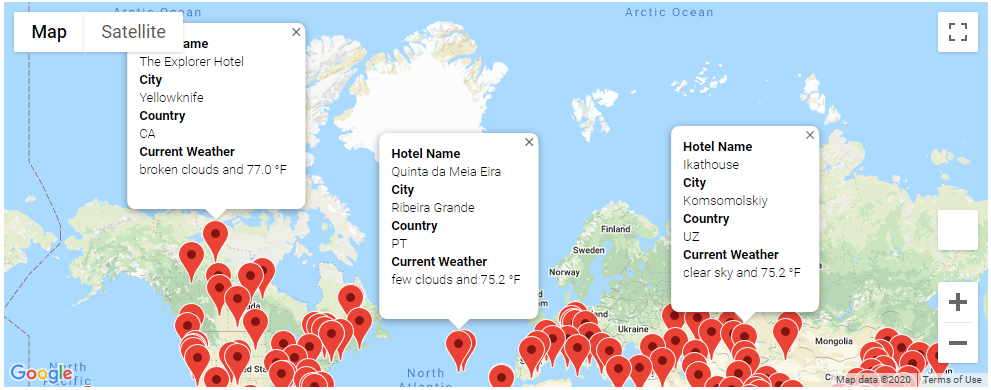 Arctic Ocean
Arctic Ocean
Map
Satellite
Name
The Explorer Hotel
City
Yellowknife
Country
CA
Current Weather
broken clouds and 77.0 °F
Hotel Name
Quinta da Meia Eira
City
Ribeira Grande
Country
PT
Current Weather
few clouds and 75.2 °F
Hotel Name
Ikathouse
City
Komsomolskiy
Country
UZ
Current Weather
clear sky and 75.2 °F
Finland
Sweden
Norway
Ukraine
Mongolia
North
Pacific
North
Atlantic
Google
Map data ©2020
Terms of Use